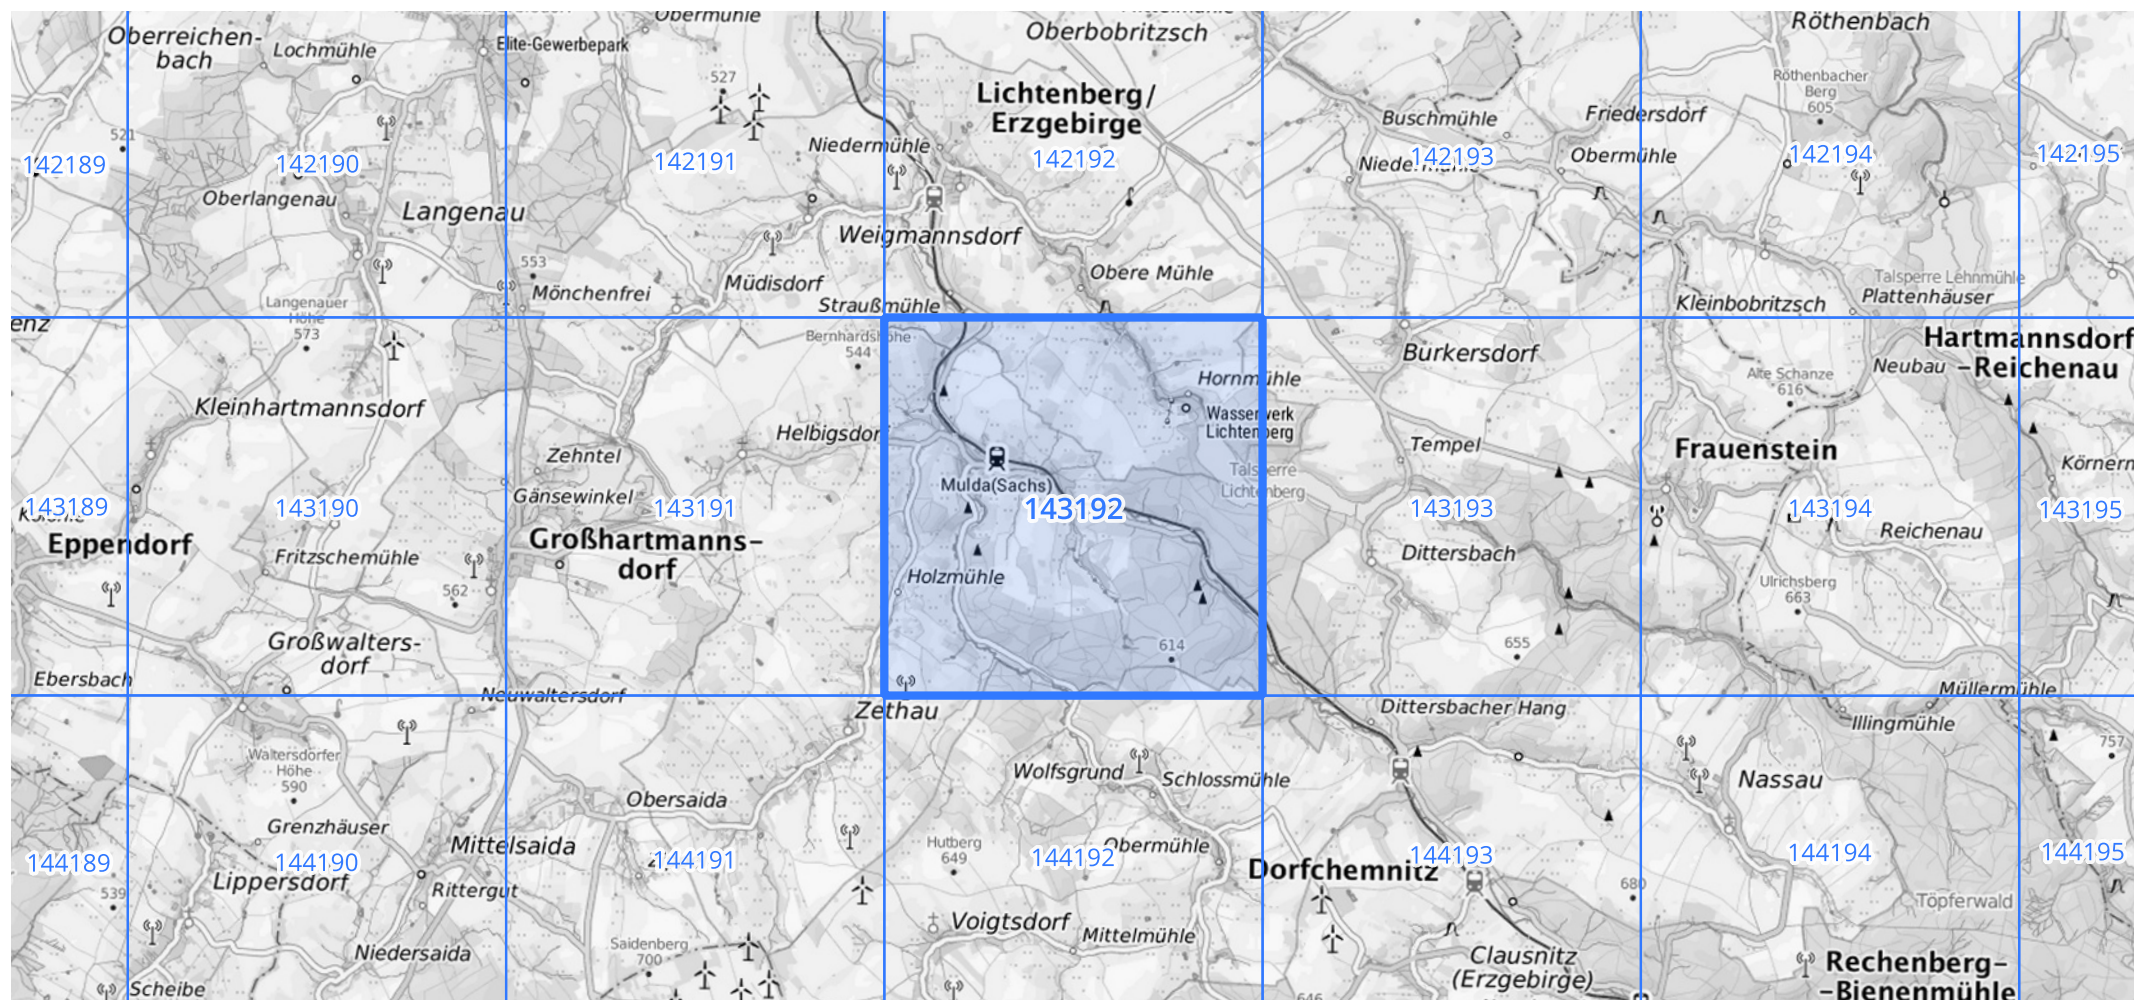 Obermühle
Oberreichen-
bach
Lochmühle
Elite-Gewerbepark
527
Oberbobritzsch
Lichtenberg/
Erzgebirge
Röthenbach
Röthenbacher
Berg
605
Buschmühle
Friedersdorf
521
Niedermühle
Obermühle
142189
142190
142191
142192
142193
142194
142195
Oberlangenau
Langenau
Weigmannsdorf
553
Mönchenfrei
Müdisdorf
Obere Mühle
Talsperre Lehnmühle
Plattenhäuser
Kleinbobritzsch
Langenauer
Höhe
573
Straußmühle
enz
Bernhardshöhe
544
Burkersdorf
Hartmannsdorf
-Reichenau
Neubau
Alte Schanze
616
Hornmühle
Kleinhartmannsdorf
Wasserwerk
Lichtenberg
Helbigsdorf
Zehntel
Tempel
Frauenstein
Talsperre
Lichtenberg
Mulda(Sachs)
Gänsewinkel
143189
143190
143191
143192
143193
143194
143195
Eppendorf
Großhartmanns-
dorf
Fritzschemühle
Dittersbach
Reichenau
Holzmühle
562
Ulrichsberg
663
Großwalters-
dorf
614
655
Ebersbach
Neuwaltersdorf
Müllermühle
Zethau
Dittersbacher Hang
Illingmühle
757
Waltersdorfer
Höhe
590
Wolfsgrund
Schlossmühle
Nassau
Obersaida
Grenzhäuser
Mittelsaida
Hutberg
649
Obermühle
144189
144190
144191
144192
144193
144194
144195
Dorfchemnitz
Lippersdorf
Rittergut
539
680
Töpferwald
Voigtsdorf
Mittelmühle
Saidenberg
700
Niedersaida
Clausnitz
(Erzgebirge)
Rechenberg-
-Bienenmühle
Scheibe
646